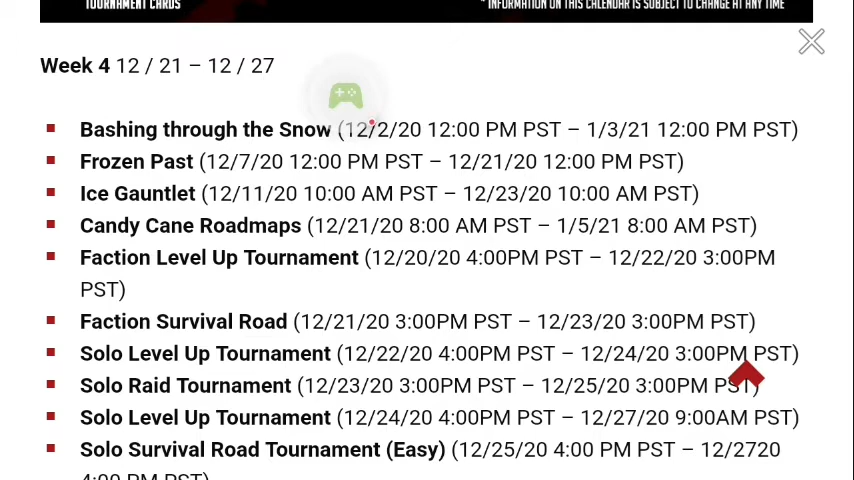 TOURNAMENT CARDS
* INFORMATION ON THIS CALENDAR IS SUBJECT TO CHANGE AT ANY TIME
Week 4 12 / 21 – 12 / 27
Bashing through the Snow (12/2/20 12:00 PM PST – 1/3/21 12:00 PM PST)
Frozen Past (12/7/20 12:00 PM PST – 12/21/20 12:00 PM PST)
Ice Gauntlet (12/11/20 10:00 AM PST – 12/23/20 10:00 AM PST)
Candy Cane Roadmaps (12/21/20 8:00 AM PST – 1/5/21 8:00 AM PST)
Faction Level Up Tournament (12/20/20 4:00PM PST – 12/22/20 3:00PM
PST)
Faction Survival Road (12/21/20 3:00PM PST – 12/23/20 3:00PM PST)
Solo Level Up Tournament (12/22/20 4:00PM PST – 12/24/20 3:00PM PST)
Solo Raid Tournament (12/23/20 3:00PM PST – 12/25/20 3:00PM PST)
Solo Level Up Tournament (12/24/20 4:00PM PST – 12/27/20 9:00AM PST)
Solo Survival Road Tournament (Easy) (12/25/20 4:00 PM PST – 12/2720
4:00 PM PST)